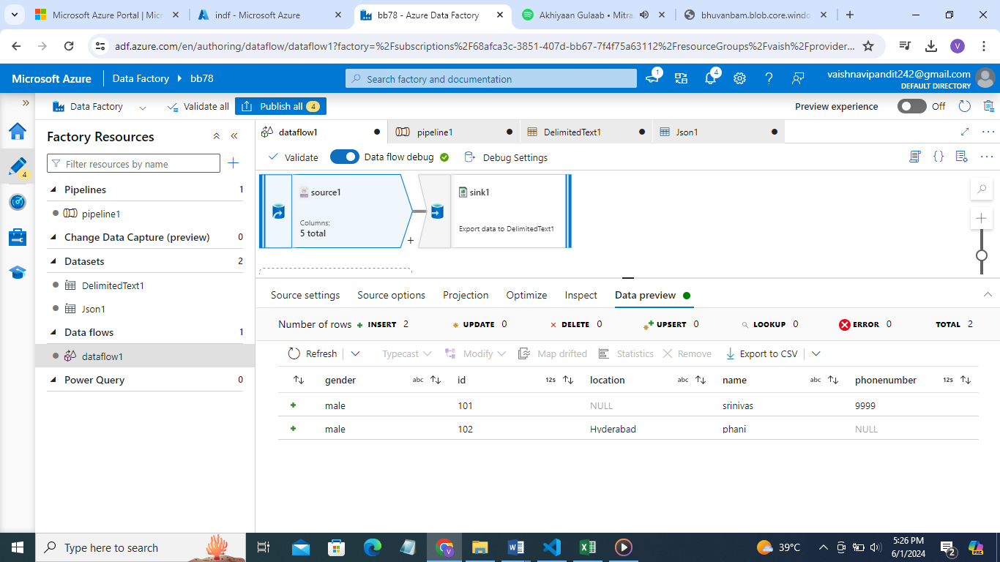 Microsoft Azure Portal | Micr
indf - Microsoft Azure
bb78 - Azure Data Factory
Akhiyaan Gulaab • Mitra
bhuvanbam.blob.core.windo
adf.azure.com/en/authoring/dataflow/dataflow1?factory=%2Fsubscriptions%2F68afca3c-3851-407d-bb67-7f4f75a63112%2FresourceGroups%2Fvaish%2Fprovider...
V
Microsoft Azure
Data Factory
bb78
Search factory and documentation
1
4
vaishnavipandit242@gmail.com
DEFAULT DIRECTORY
Data Factory
Validate all
Publish all 4
Preview experience
Off
Factory Resources
Filter resources by name
4
Pipelines 1
pipeline1
Change Data Capture (preview) 0
Datasets 2
DelimitedText1
Json1
Data flows 1
dataflow1
Power Query 0
dataflow1
pipeline1
DelimitedText1
Json1
Validate
Data flow debug
Debug Settings
source1
Columns:
5 total
+
sink1
Export data to DelimitedText1
Source settings
Source options
Projection
Optimize
Inspect
Data preview
Number of rows + INSERT 2 UPDATE 0 DELETE 0 UPSERT 0 LOOKUP 0 ERROR 0 TOTAL 2
Refresh Typecast Modify Map drifted Statistics Remove Export to CSV
gender abc id 12s location abc name abc phonenumber 12s
+ male 101 NULL srinivas 9999
+ male 102 Hyderabad phani NULL
Type here to search
V
39°C
5:26 PM
6/1/2024
2
PRE